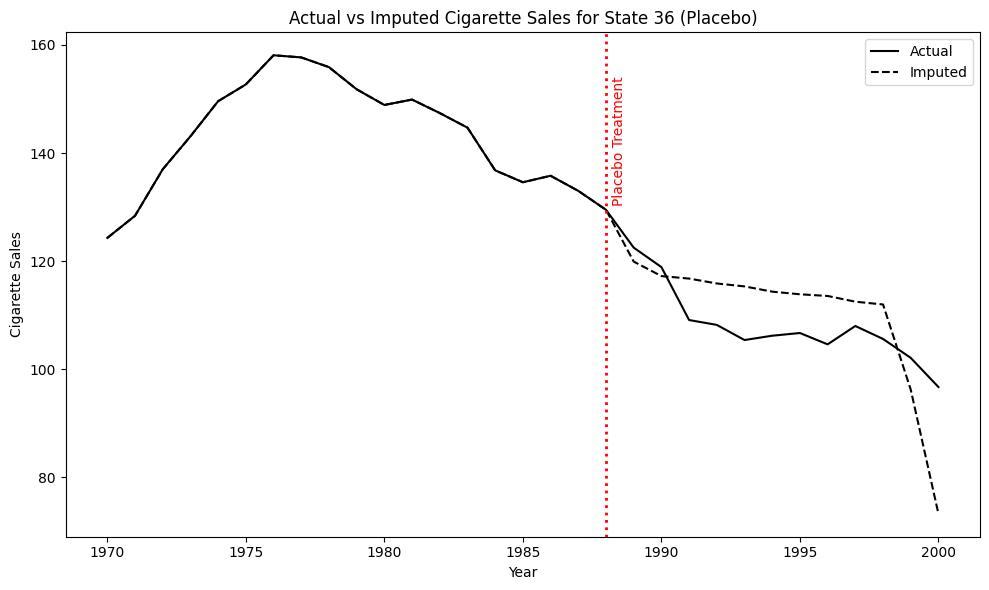 Actual vs Imputed Cigarette Sales for State 36 (Placebo)
Actual
Imputed
Placebo Treatment
Cigarette Sales
160
140
120
100
80
1970
1975
1980
1985
1990
1995
2000
Year